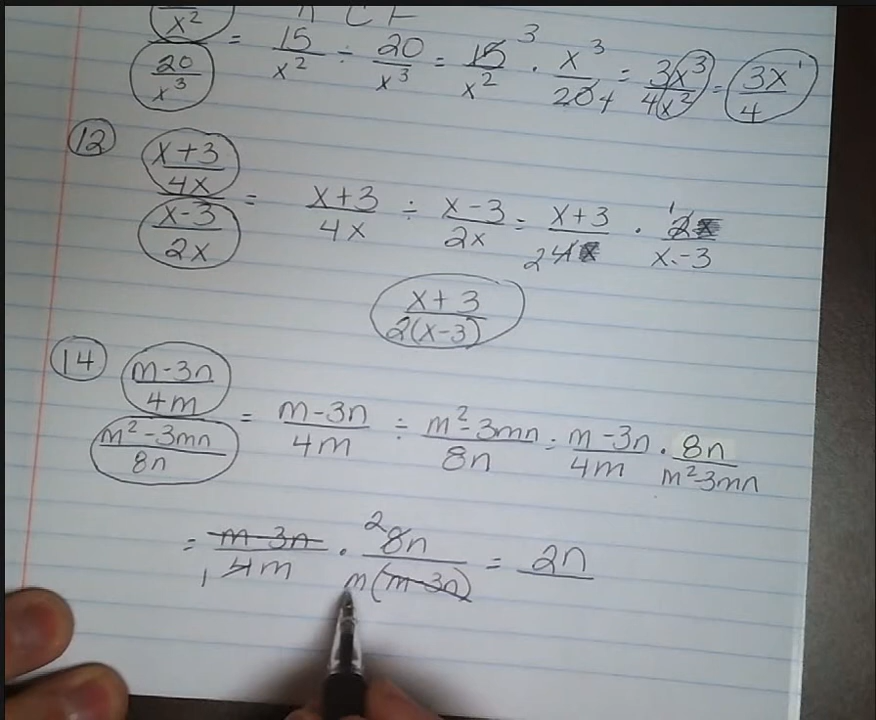 x² = 15/x² ÷ 20/x³ = 15 3/x² · x³/20 4 = 3x³/4x² = 3x¹/4
20/x³
12 (x+3/4x)/(x-3/2x) = x+3/4x ÷ x-3/2x = x+3/2 4x · 1 2x/x-3
x+3/2(x-3)
14 (m-3n/4m)/(m²-3mn/8n) = m-3n/4m ÷ m²-3mn/8n = m-3n/4m · 8n/m²-3mn
= m-3n/1 4m · 2 8n/m(m-3n) = 2n